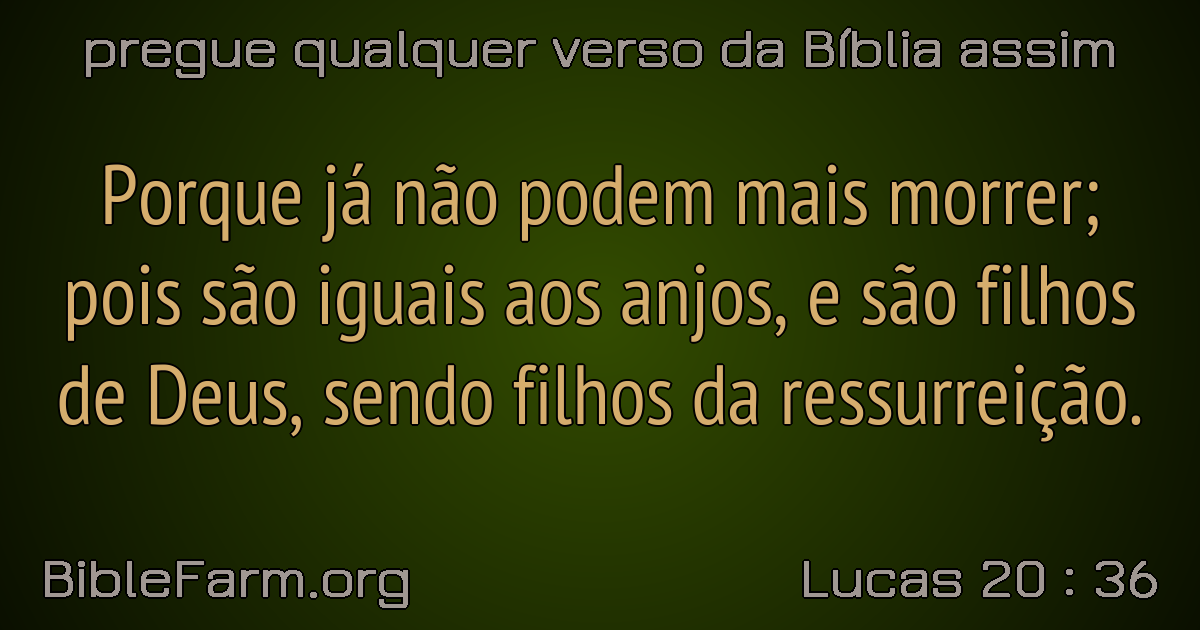 pregue qualquer verso da Bíblia assim
Porque já não podem mais morrer;
pois são iguais aos anjos, e são filhos
de Deus, sendo filhos da ressurreição.
BibleFarm.org
Lucas 20 : 36